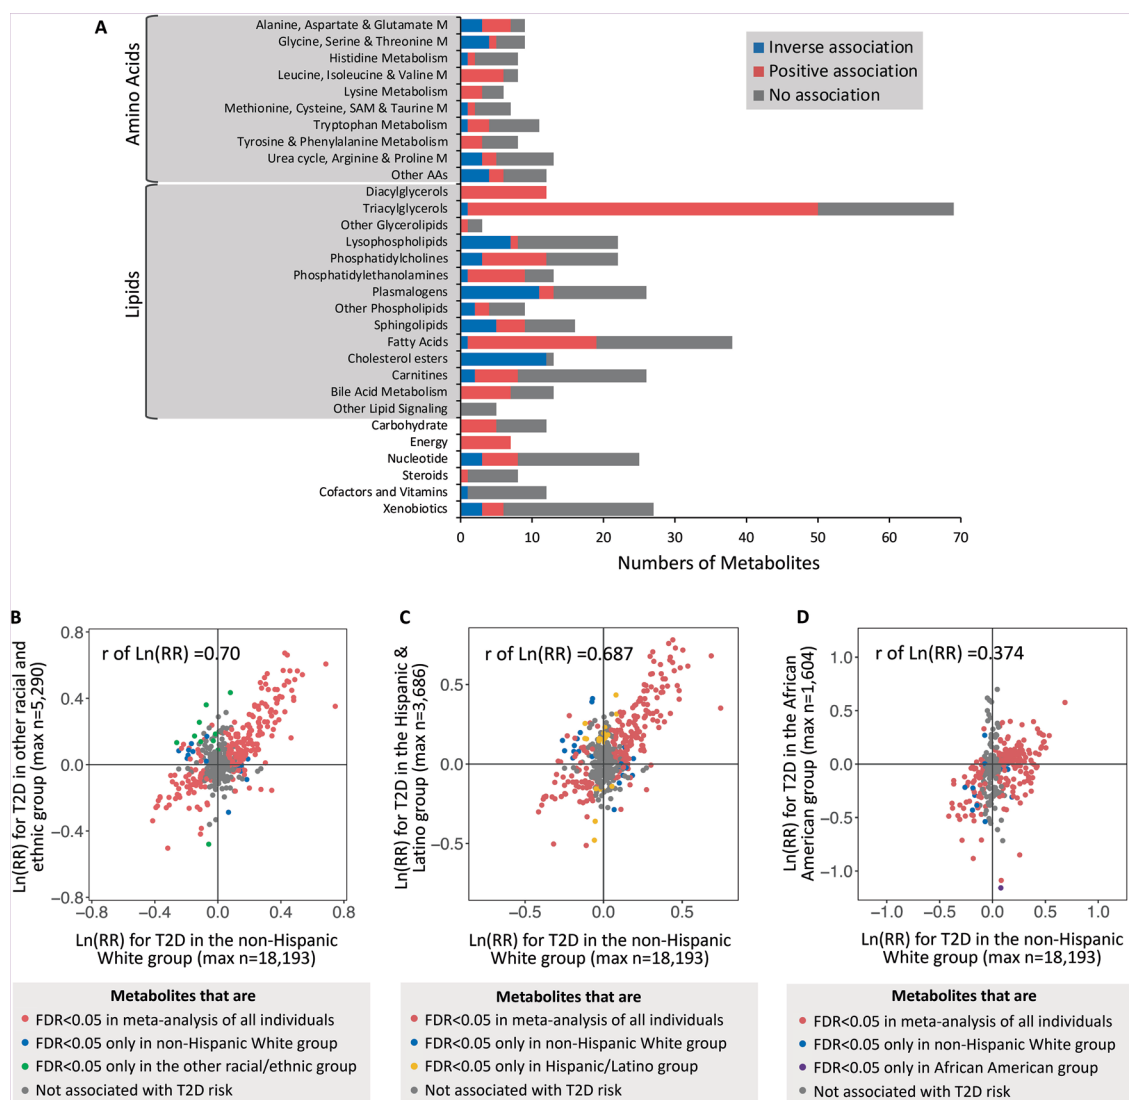 A
Amino Acids
Alanine, Aspartate & Glutamate M
Glycine, Serine & Threonine M
Histidine Metabolism
Leucine, Isoleucine & Valine M
Lysine Metabolism
Methionine, Cysteine, SAM & Taurine M
Tryptophan Metabolism
Tyrosine & Phenylalanine Metabolism
Urea cycle, Arginine & Proline M
Other AAs
Lipids
Diacylglycerols
Triacylglycerols
Other Glycerolipids
Lysophospholipids
Phosphatidylcholines
Phosphatidylethanolamines
Plasmalogens
Other Phospholipids
Sphingolipids
Fatty Acids
Cholesterol esters
Carnitines
Bile Acid Metabolism
Other Lipid Signaling
Carbohydrate
Energy
Nucleotide
Steroids
Cofactors and Vitamins
Xenobiotics
Inverse association
Positive association
No association
0 10 20 30 40 50 60 70
Numbers of Metabolites
B
r of Ln(RR) =0.70
Ln(RR) for T2D in other racial and
ethnic group (max n=5,290)
0.8
0.4
0.0
−0.4
−0.8
−0.8 −0.4 0.0 0.4 0.8
Ln(RR) for T2D in the non-Hispanic
White group (max n=18,193)
Metabolites that are
FDR<0.05 in meta-analysis of all individuals
FDR<0.05 only in non-Hispanic White group
FDR<0.05 only in the other racial/ethnic group
Not associated with T2D risk
C
r of Ln(RR) =0.687
Ln(RR) for T2D in the Hispanic &
Latino group (max n=3,686)
0.5
0.0
−0.5
−0.5 0.0 0.5
Ln(RR) for T2D in the non-Hispanic
White group (max n=18,193)
Metabolites that are
FDR<0.05 in meta-analysis of all individuals
FDR<0.05 only in non-Hispanic White group
FDR<0.05 only in Hispanic/Latino group
Not associated with T2D risk
D
r of Ln(RR) =0.374
Ln(RR) for T2D in the African
American group (max n=1,604)
1.0
0.5
0.0
−0.5
−1.0
−1.0 −0.5 0.0 0.5 1.0
Ln(RR) for T2D in the non-Hispanic
White group (max n=18,193)
Metabolites that are
FDR<0.05 in meta-analysis of all individuals
FDR<0.05 only in non-Hispanic White group
FDR<0.05 only in African American group
Not associated with T2D risk